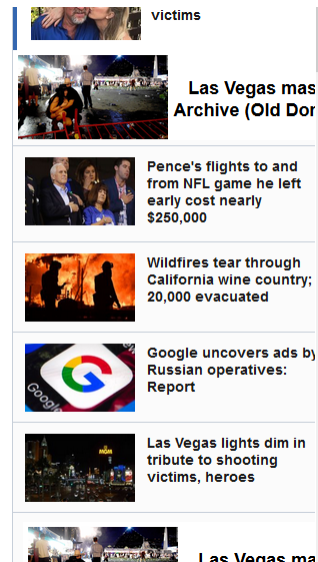 victims
Las Vegas mas
Archive (Old Dor
Pence's flights to and
from NFL game he left
early cost nearly
$250,000
Wildfires tear through
California wine country;
20,000 evacuated
Google uncovers ads by
Russian operatives:
Report
Google
Las Vegas lights dim in
tribute to shooting
victims, heroes
MGM
Las Vegas ma